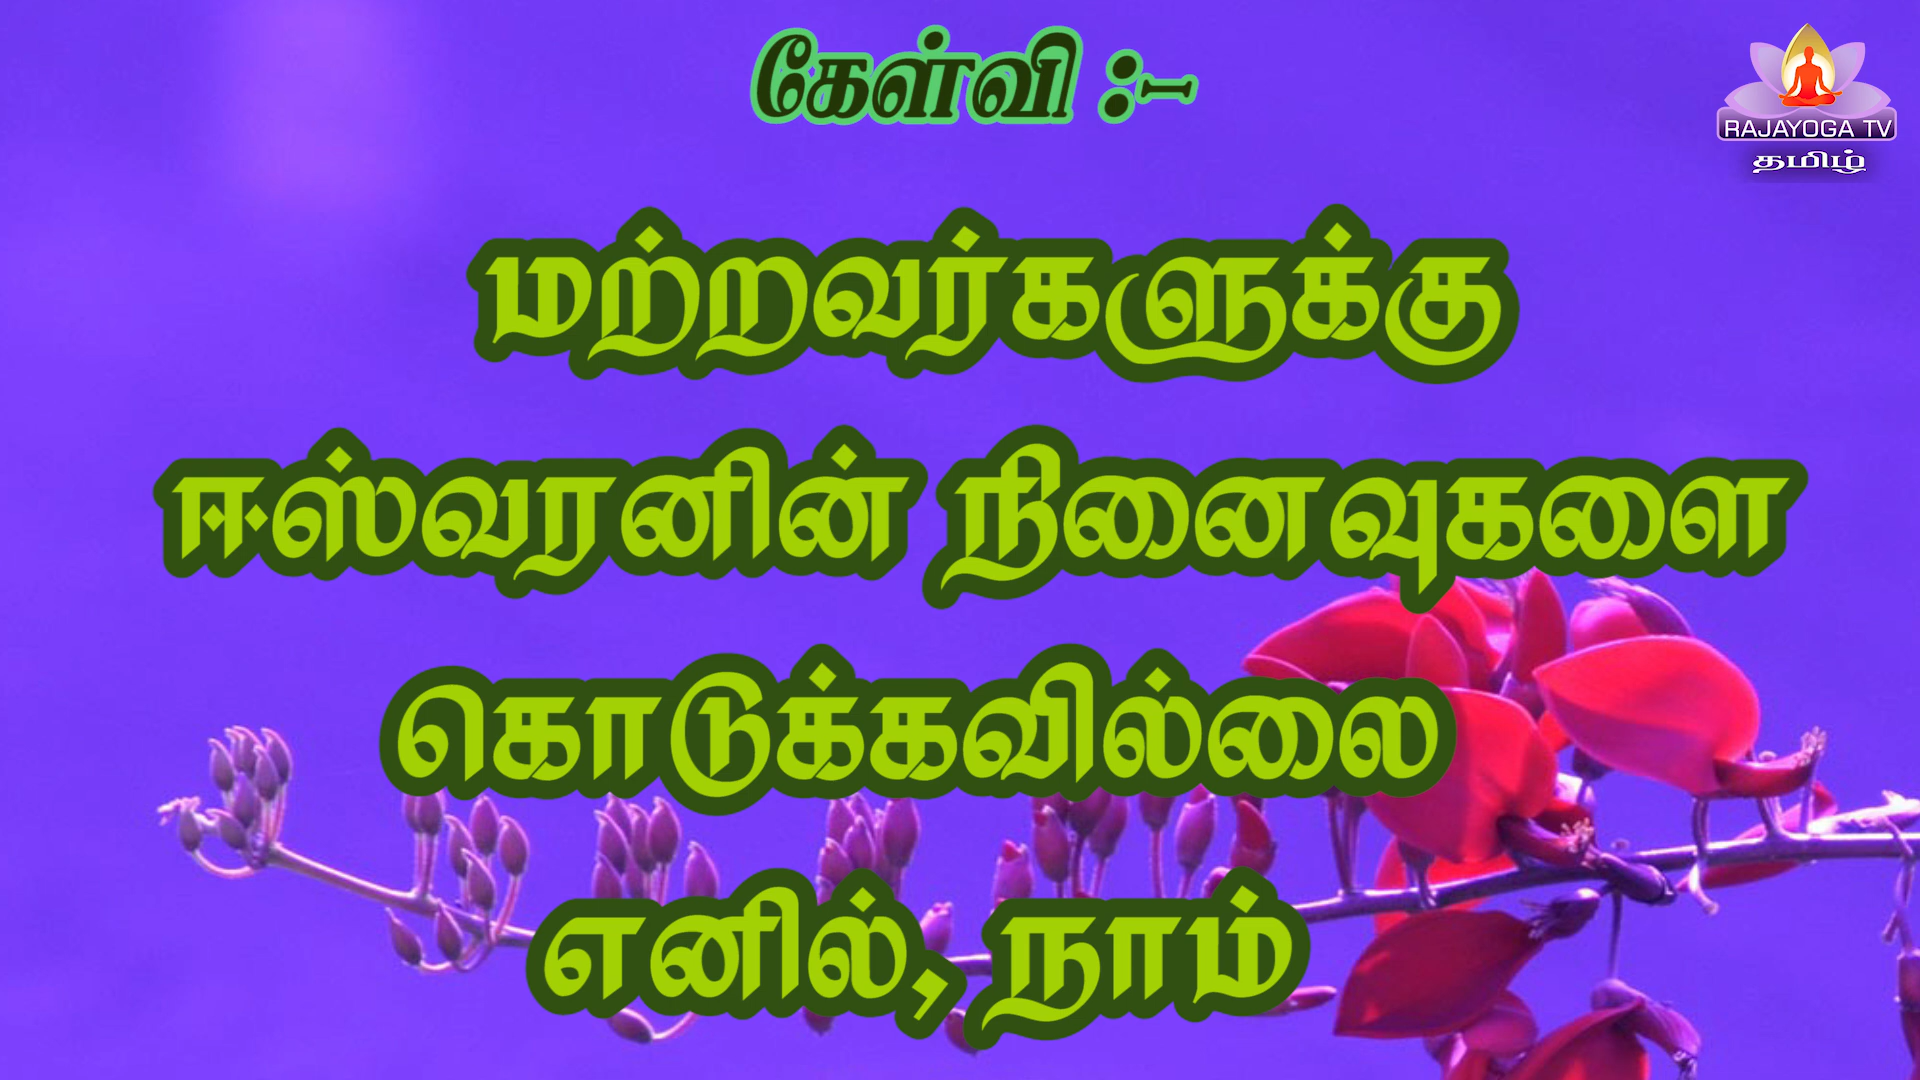 கேள்வி :-
RAJAYOGA TV
தமிழ்
மற்றவர்களுக்கு
ஈஸ்வரனின் நினைவுகளை
கொடுக்கவில்லை
எனில், நாம்